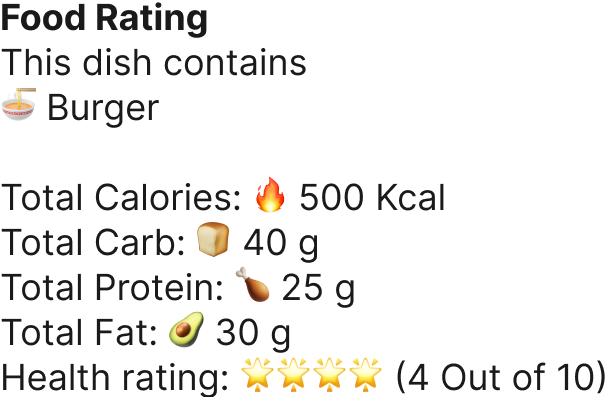 Food Rating
This dish contains
🍜 Burger
Total Calories: 🔥 500 Kcal
Total Carb: 🍞 40 g
Total Protein: 🍗 25 g
Total Fat: 🥑 30 g
Health rating: 🌟🌟🌟🌟 (4 Out of 10)